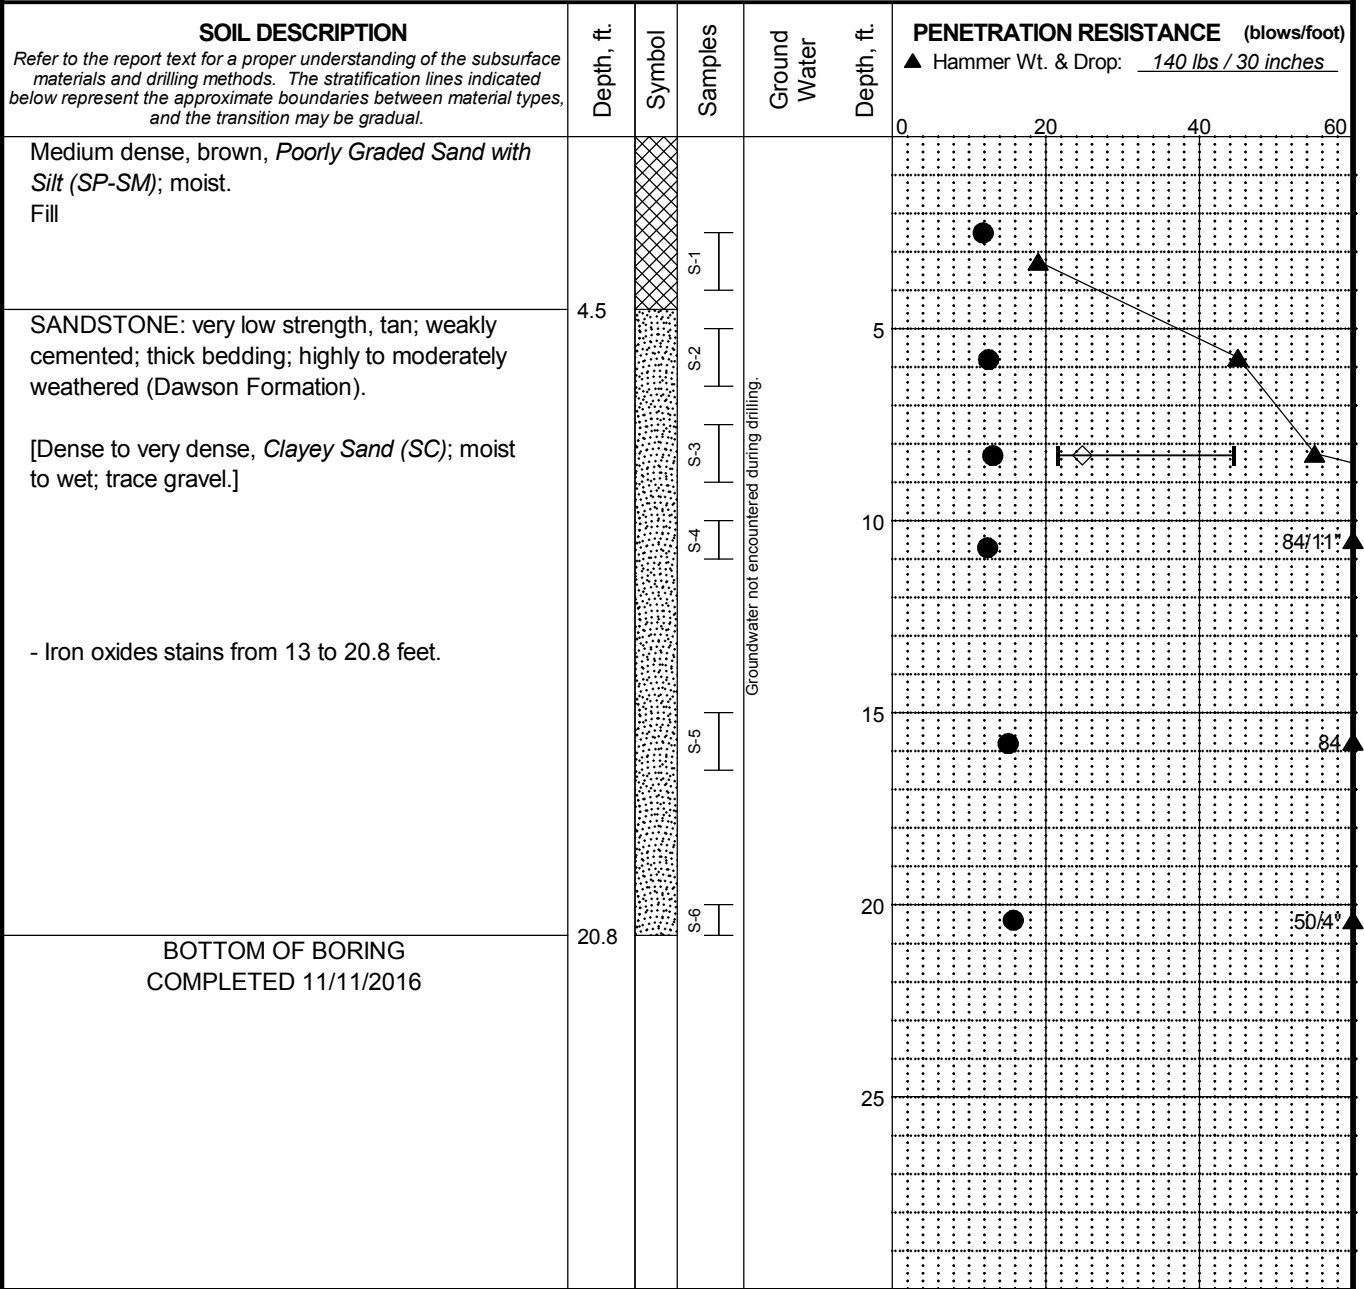 SOIL DESCRIPTION
Refer to the report text for a proper understanding of the subsurface
materials and drilling methods. The stratification lines indicated
below represent the approximate boundaries between material types,
and the transition may be gradual.
Depth, ft.
Symbol
Samples
Ground
Water
Depth, ft.
PENETRATION RESISTANCE (blows/foot)
▲ Hammer Wt. & Drop: 140 lbs / 30 inches
0 20 40 60
Medium dense, brown, Poorly Graded Sand with
Silt (SP-SM); moist.
Fill
4.5
SANDSTONE: very low strength, tan; weakly
cemented; thick bedding; highly to moderately
weathered (Dawson Formation).
[Dense to very dense, Clayey Sand (SC); moist
to wet; trace gravel.]
- Iron oxides stains from 13 to 20.8 feet.
20.8
BOTTOM OF BORING
COMPLETED 11/11/2016
S-1
S-2
S-3
S-4
S-5
S-6
Groundwater not encountered during drilling.
5
10
15
20
25
84/11"
84
50/4"